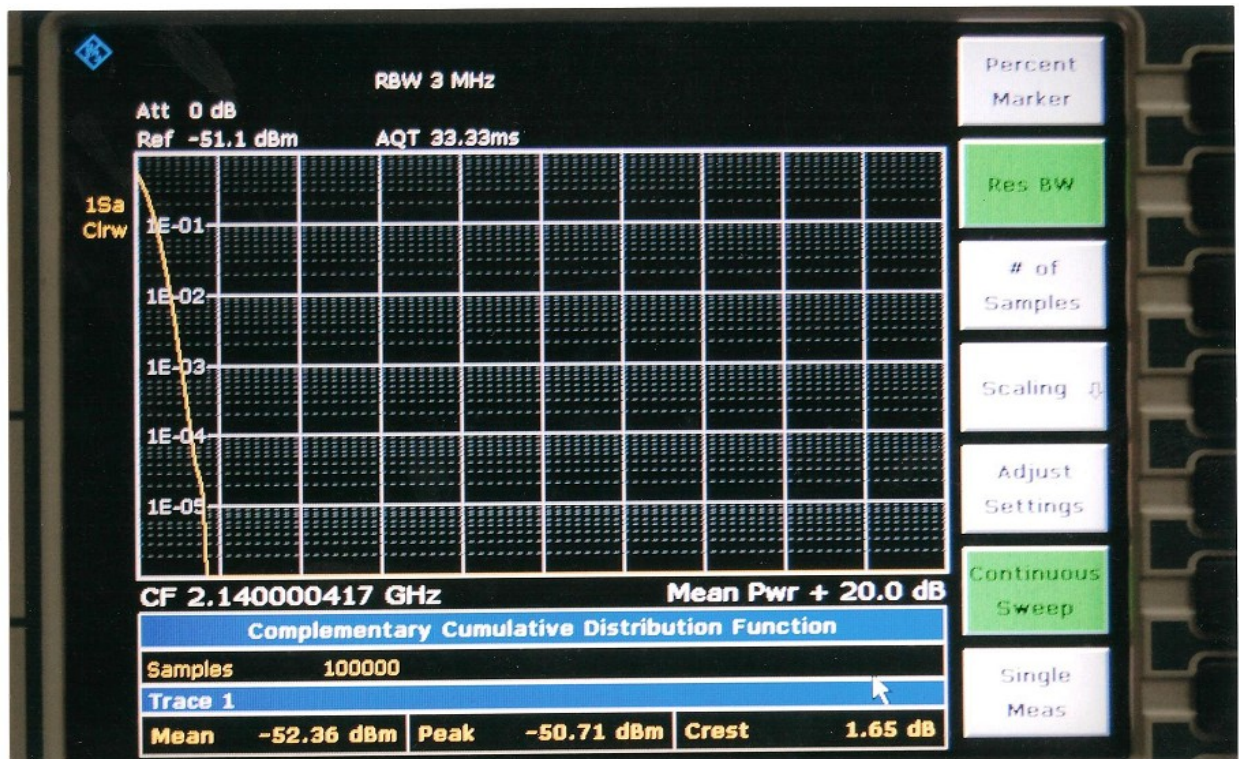 RBW 3 MHz
Att 0 dB
Ref -51.1 dBm AQT 33.33ms
1Sa
Clrw
1E-01
1E-02
1E-03
1E-04
1E-05
CF 2.140000417 GHz Mean Pwr + 20.0 dB
Complementary Cumulative Distribution Function
Samples 100000
Trace 1
Mean -52.36 dBm Peak -50.71 dBm Crest 1.65 dB
Percent
Marker
Res BW
# of
Samples
Scaling
Adjust
Settings
Continuous
Sweep
Single
Meas